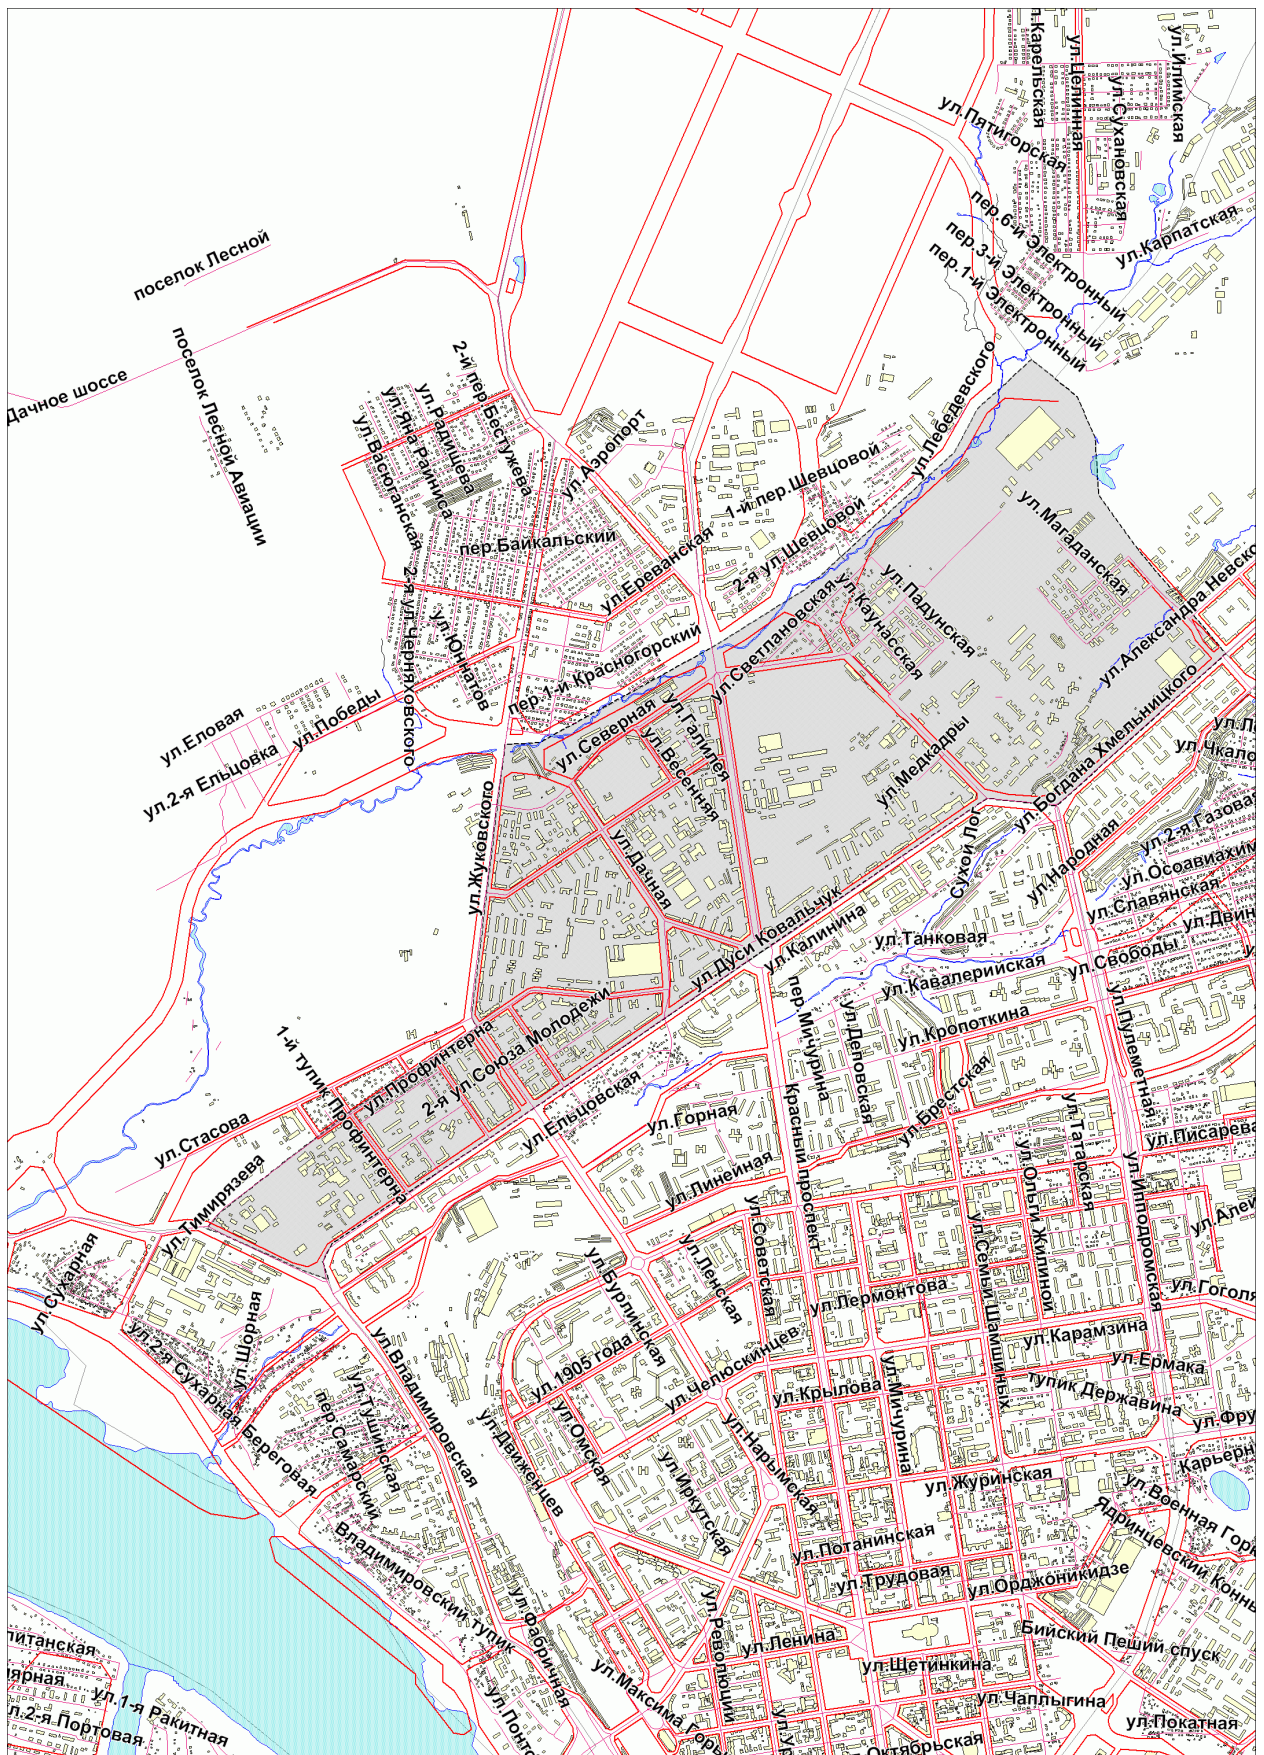 ул.Карельская
ул.Целинная
ул.Сухановская
ул.Илимская
ул.Пятигорская
ул.Карпатская
пер.6-й Электронный
пер.3-й Электронный
пер.1-й Электронный
поселок Лесной
поселок Лесной Авиации
Дачное шоссе
2-й пер.Бестужева
ул.Радищева
ул.Яна Райниса
ул.Васюганская
ул.Аэропорт
ул.Лебедевского
1-й пер.Шевцовой
2-я ул.Шевцовой
пер.Байкальский
ул.Ереванская
2-я ул.Черняховского
ул.Юннатов
пер.1-й Красногорский
ул.Светлановская
ул.Каунасская
ул.Падунская
ул.Магаданская
ул.Александра Невско
ул.Еловая
ул.Победы
ул.2-я Ельцовка
ул.Северная
ул.Галилея
ул.Весенняя
ул.Медкадры
ул.Богдана Хмельницкого
ул.Чкало
ул.2-я Газовая
ул.Народная
Сухой Лог
ул.Осоавиахим
ул.Славянская
ул.Двин
ул.Свободы
ул.Жуковского
ул.Дачная
ул.Дуси Ковальчук
ул.Калинина
ул.Танковая
ул.Кавалерийская
ул.Кропоткина
ул.Пулеметная
пер.Мичурина
ул.Деповская
ул.Брестская
1-й тупик Профинтерна
ул.Профинтерна
2-я ул.Союза Молодежи
ул.Ельцовская
ул.Горная
ул.Линейная
Красный проспект
ул.Татарская
ул.Писарева
ул.Стасова
ул.Тимирязева
ул.Сухарная
ул.Советская
ул.Ольги Жилиной
ул.Семьи Шамшиных
ул.Ипподромская
ул.Гоголя
ул.Бурлинская
ул.Ленская
ул.Лермонтова
ул.Карамзина
ул.Ермака
тупик Державина
ул.Фру
ул.Шорная
ул.2-я Сухарная Береговая
ул.Владимировская
ул.1905 года
ул.Челюскинцев
ул.Крылова
ул.Мичурина
ул.Тушинская
пер.Самарский
ул.Движенцев
ул.Омская
ул.Иркутская
ул.Нарымская
ул.Журинская
ул.Военная Горк
Ядринцевский
ул.Потанинская
ул.Трудовая
ул.Орджоникидзе
Владимировский тупик
ул.Фабричная
ул.Революции
ул.Ленина
ул.Щетинкина
Бийский Пеший спуск
ул.Чаплыгина
ул.Покатная
ул.Максима Горь
Октябрьская
питанская
ярная
ул.1-я Ракитная
л.2-я Портовая